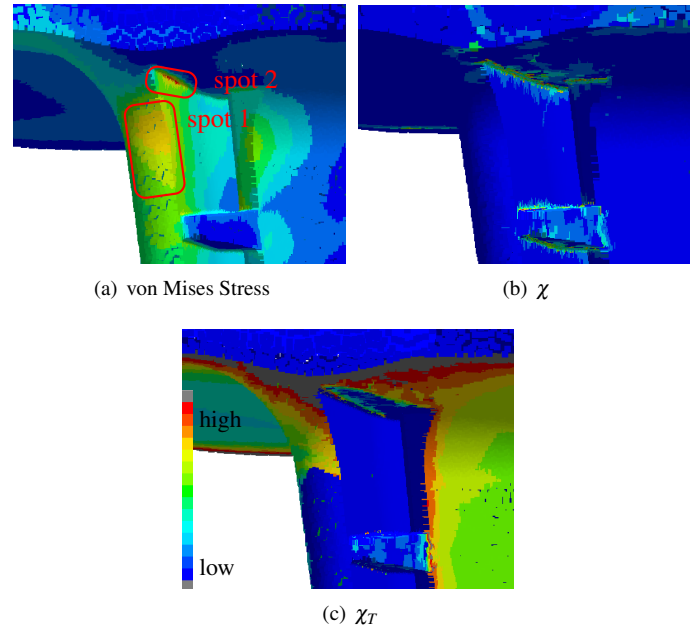 spot 2
spot 1
(a) von Mises Stress
(b) χ
high
low
(c) χ_T